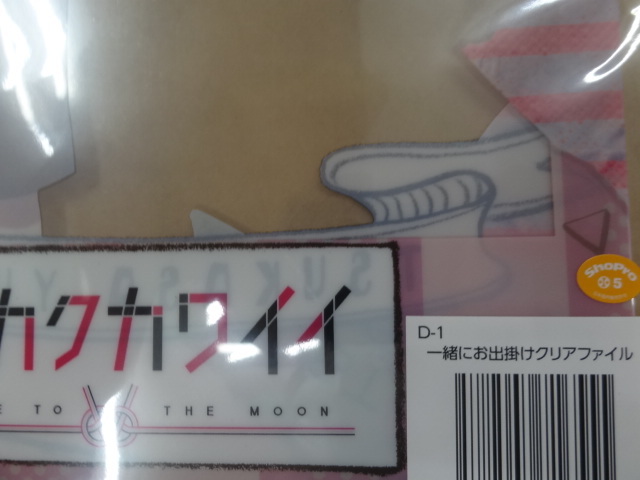 カクカワイイ
E TO THE MOON
ShoPro
5
D-1
一緒にお出掛けクリアファイル